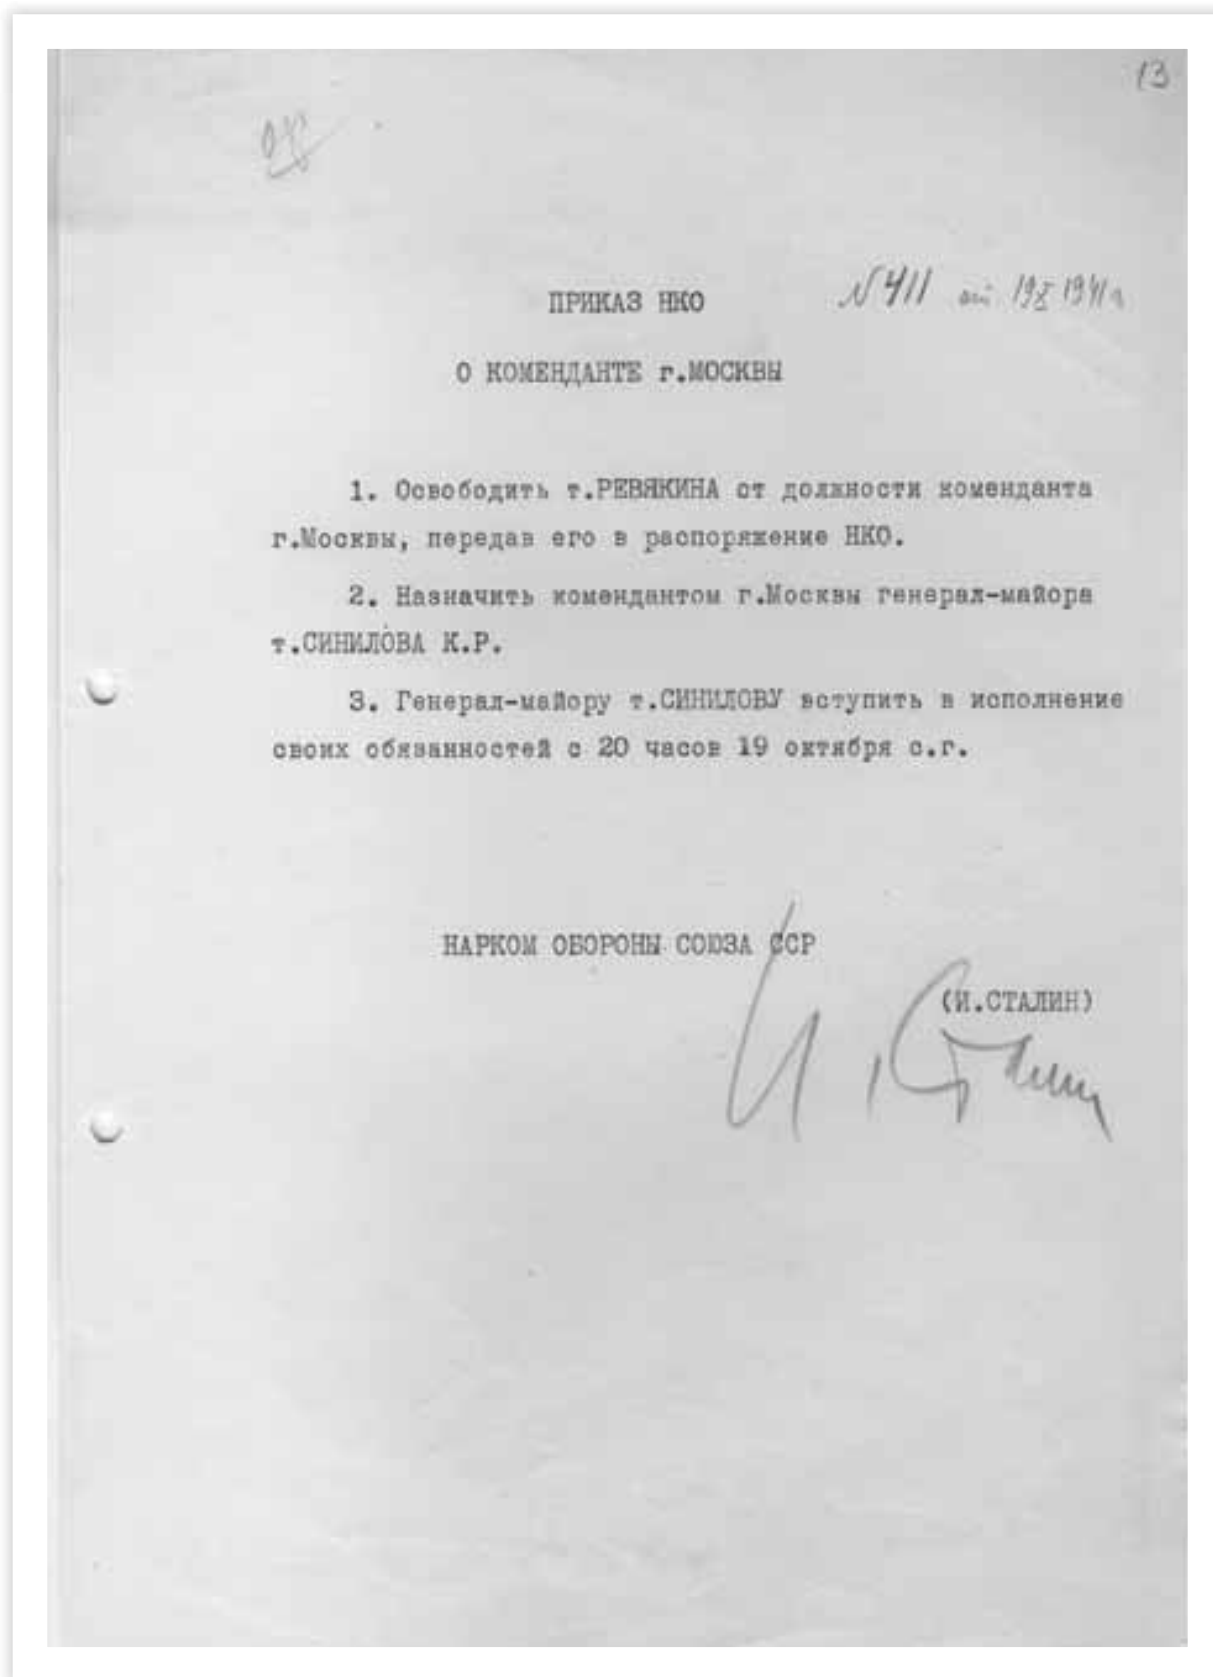 13
ПРИКАЗ НКО № 411 от 19 X 1941 г
О КОМЕНДАНТЕ г.МОСКВЫ
1. Освободить т.РЕВЯКИНА от должности коменданта
г.Москвы, передав его в распоряжение НКО.
2. Назначить комендантом г.Москвы генерал-майора
т.СИНИЛОВА К.Р.
3. Генерал-майору т.СИНИЛОВУ вступить в исполнение
своих обязанностей с 20 часов 19 октября с.г.
НАРКОМ ОБОРОНЫ СОЮЗА ССР
(И.СТАЛИН)
И. Сталин